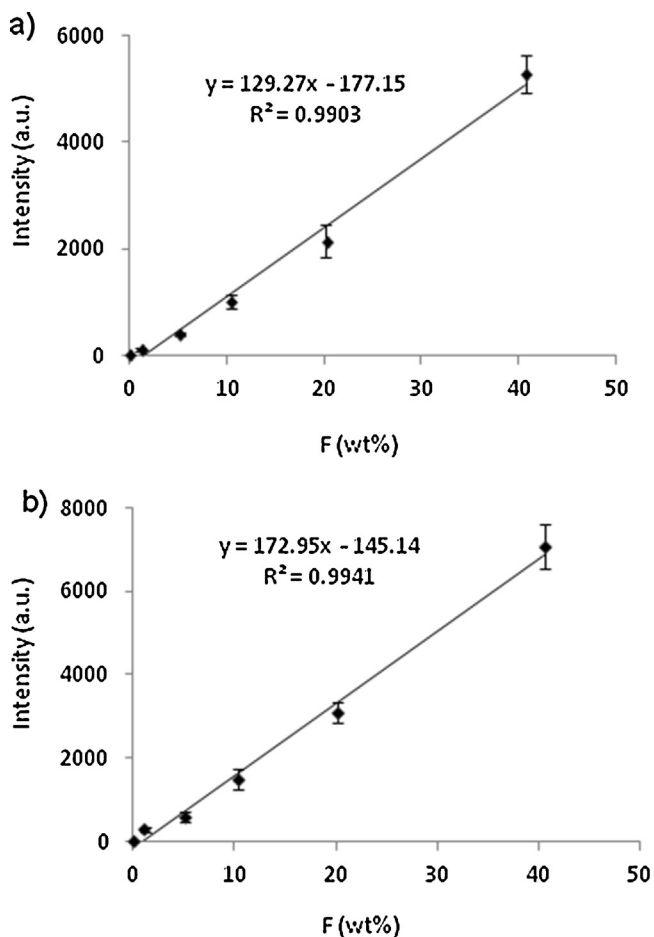 a)
6000
y = 129.27x - 177.15
R² = 0.9903
4000
Intensity (a.u.)
2000
0
0 10 20 30 40 50
F (wt%)
b)
8000
y = 172.95x - 145.14
R² = 0.9941
6000
Intensity (a.u.)
4000
2000
0
0 10 20 30 40 50
F (wt%)